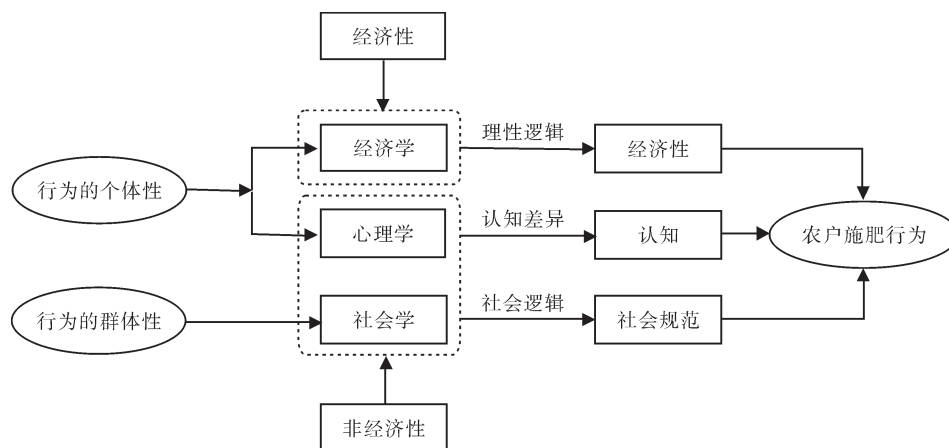 经济性
经济学
理性逻辑
经济性
行为的个体性
心理学
认知差异
认知
农户施肥行为
行为的群体性
社会学
社会逻辑
社会规范
非经济性